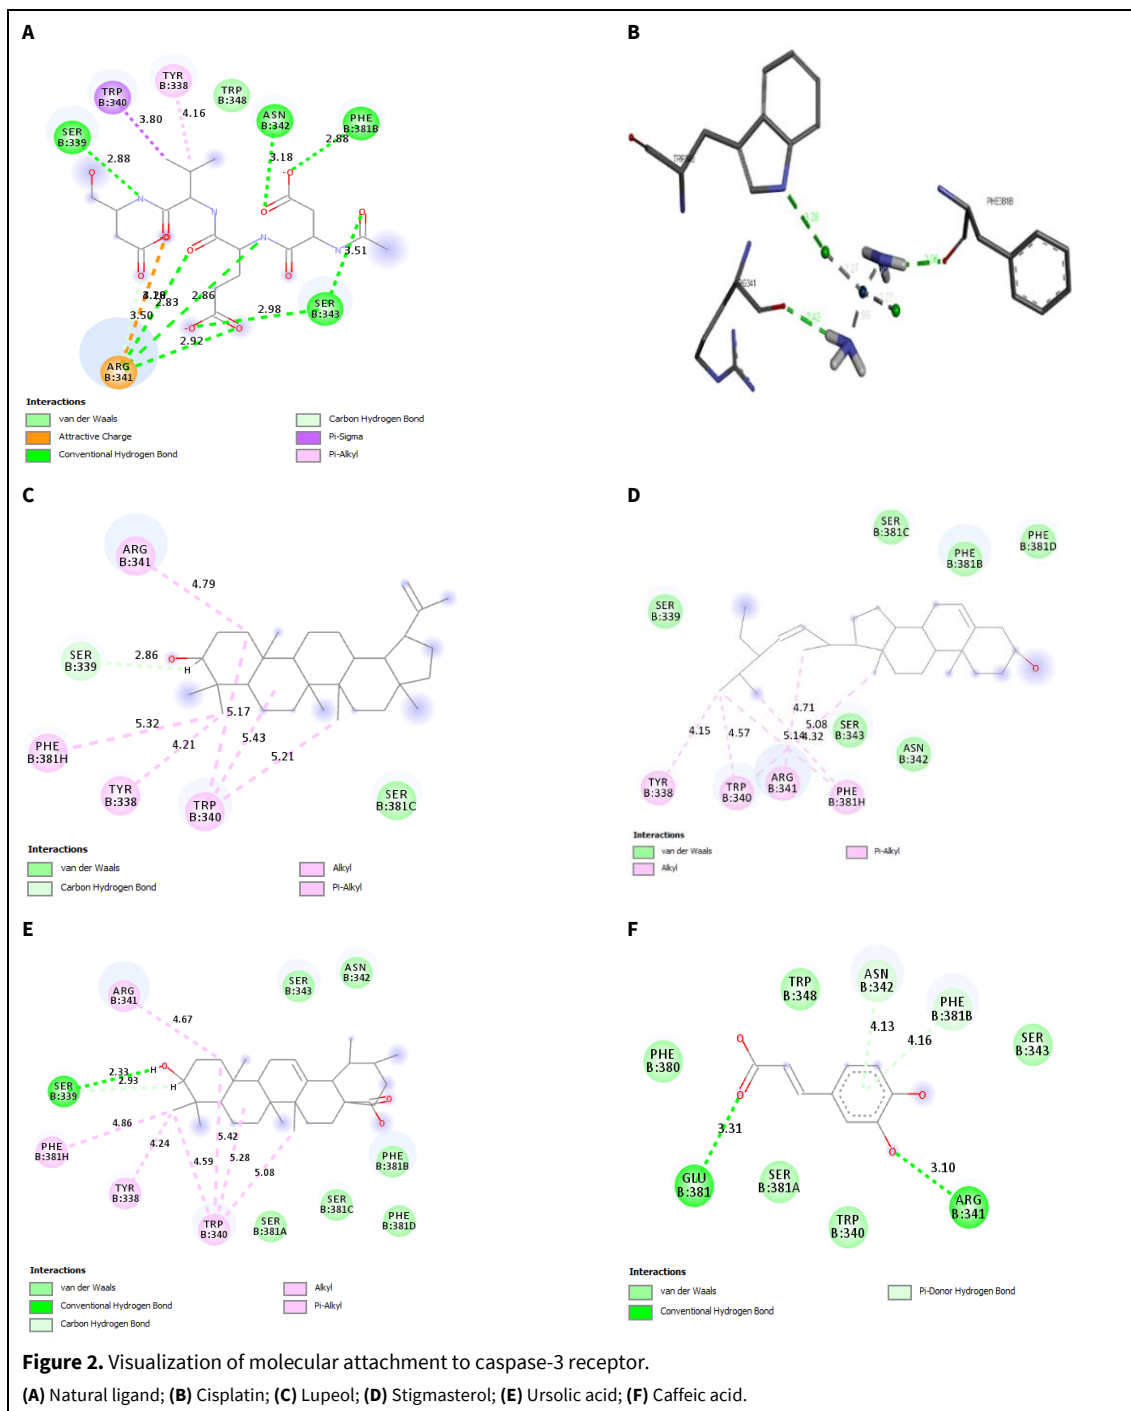 A
TYR
B:338
TRP
B:340
TRP
B:348
SER
B:339
ASN
B:342
PHE
B:381B
4.16
3.80
2.88
3.18
2.88
3.51
2.83
2.86
3.50
2.98
2.92
SER
B:343
ARG
B:341
Interactions
van der Waals
Attractive Charge
Conventional Hydrogen Bond
Carbon Hydrogen Bond
Pi-Sigma
Pi-Alkyl
B
PHE381B
C
ARG
B:341
4.79
SER
B:339
2.86
O
H
5.17
5.32
5.43
4.21
5.21
PHE
B:381H
TYR
B:338
TRP
B:340
SER
B:381C
Interactions
van der Waals
Carbon Hydrogen Bond
Alkyl
Pi-Alkyl
D
SER
B:381C
PHE
B:381B
PHE
B:381D
SER
B:339
O
4.71
4.15
4.57
5.08
5.14
4.32
SER
B:343
ASN
B:342
TYR
B:338
TRP
B:340
ARG
B:341
PHE
B:381H
Interactions
van der Waals
Alkyl
Pi-Alkyl
E
ARG
B:341
SER
B:343
ASN
B:342
4.67
2.33
2.93
H
O
H
O
O
SER
B:339
4.86
4.24
5.42
4.59
5.28
5.08
PHE
B:381H
TYR
B:338
TRP
B:340
SER
B:381A
SER
B:381C
PHE
B:381B
PHE
B:381D
Interactions
van der Waals
Conventional Hydrogen Bond
Carbon Hydrogen Bond
Alkyl
Pi-Alkyl
F
TRP
B:348
ASN
B:342
PHE
B:381B
SER
B:343
PHE
B:380
4.13
4.16
O
O
O
O
3.31
3.10
GLU
B:381
SER
B:381A
TRP
B:340
ARG
B:341
Interactions
van der Waals
Conventional Hydrogen Bond
Pi-Donor Hydrogen Bond
Figure 2. Visualization of molecular attachment to caspase-3 receptor.
(A) Natural ligand; (B) Cisplatin; (C) Lupeol; (D) Stigmasterol; (E) Ursolic acid; (F) Caffeic acid.